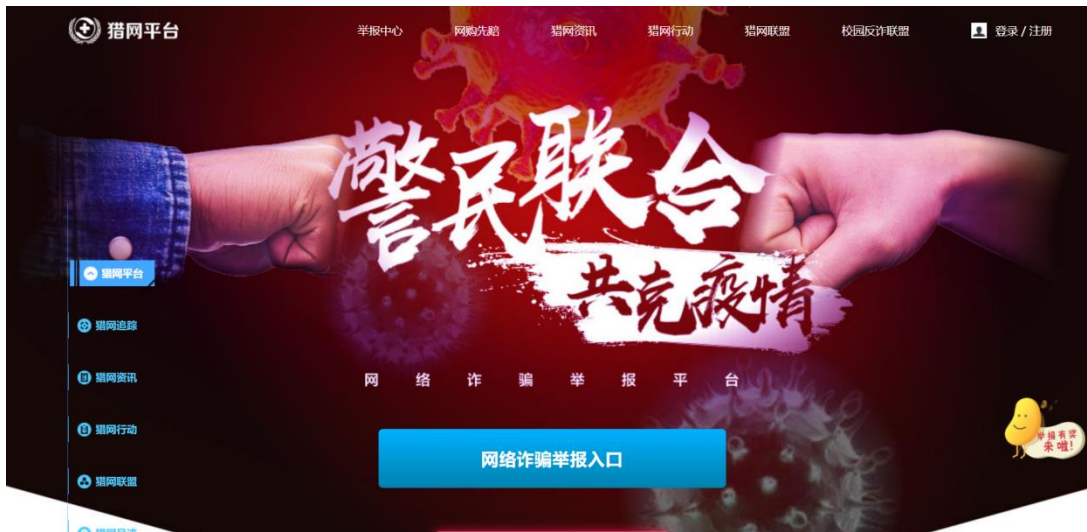 猎网平台
举报中心 网购先赔 猎网资讯 猎网行动 猎网联盟 校园反诈联盟 登录 / 注册
警民联合
共克疫情
猎网平台
猎网追踪
猎网资讯
网络诈骗举报平台
猎网行动
举报有奖
来啦!
网络诈骗举报入口
猎网联盟